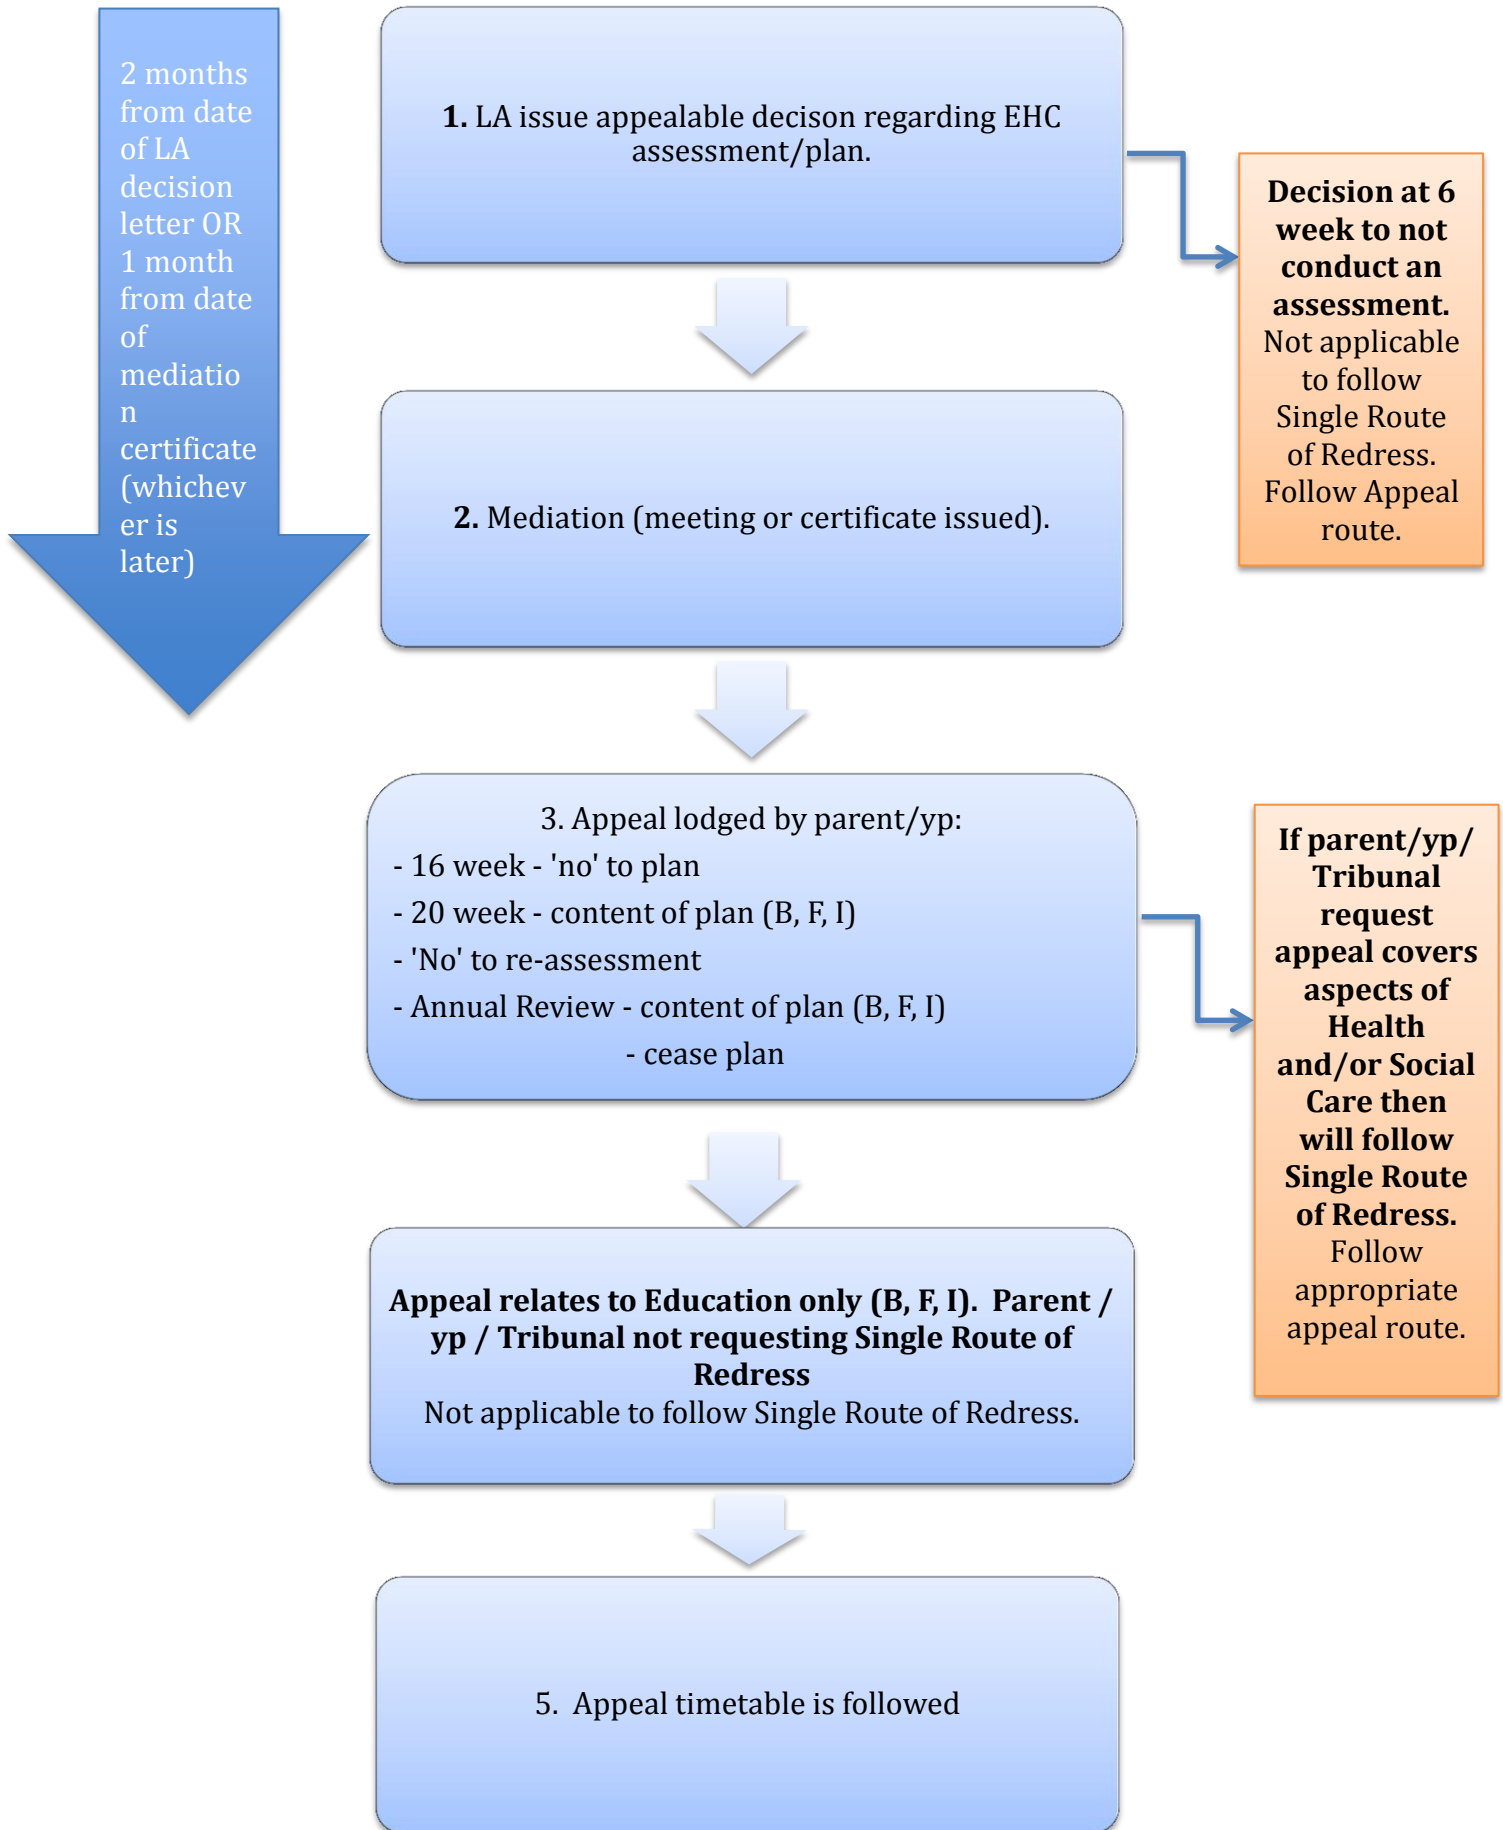 2 months
from date
of LA
decision
letter OR
1 month
from date
of
mediatio
n
certificate
(whichev
er is
later)
1. LA issue appealable decison regarding EHC
assessment/plan.
Decision at 6
week to not
conduct an
assessment.
Not applicable
to follow
Single Route
of Redress.
Follow Appeal
route.
2. Mediation (meeting or certificate issued).
3. Appeal lodged by parent/yp:
- 16 week - 'no' to plan
- 20 week - content of plan (B, F, I)
- 'No' to re-assessment
- Annual Review - content of plan (B, F, I)
- cease plan
If parent/yp/
Tribunal
request
appeal covers
aspects of
Health
and/or Social
Care then
will follow
Single Route
of Redress.
Follow
appropriate
appeal route.
Appeal relates to Education only (B, F, I). Parent /
yp / Tribunal not requesting Single Route of
Redress
Not applicable to follow Single Route of Redress.
5. Appeal timetable is followed